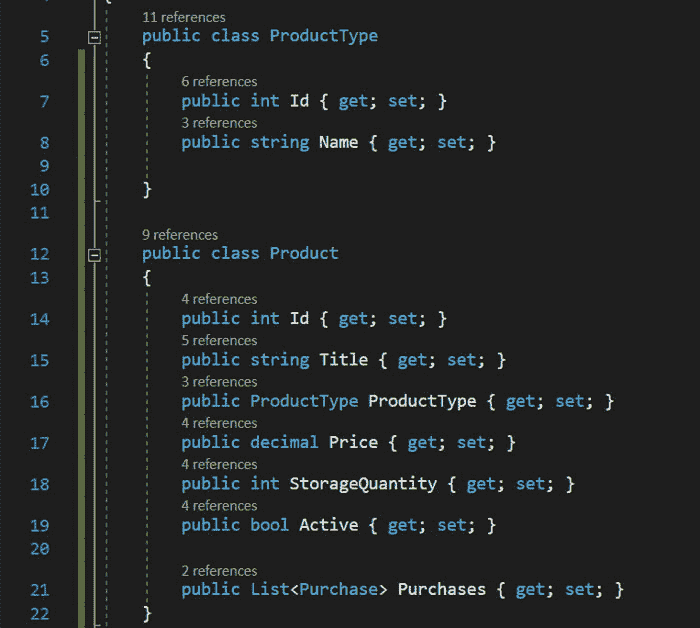 11 references
5 public class ProductType
6 {
6 references
7 public int Id { get; set; }
3 references
8 public string Name { get; set; }
9
10 }
11
9 references
12 public class Product
13 {
4 references
14 public int Id { get; set; }
5 references
15 public string Title { get; set; }
3 references
16 public ProductType ProductType { get; set; }
4 references
17 public decimal Price { get; set; }
4 references
18 public int StorageQuantity { get; set; }
4 references
19 public bool Active { get; set; }
20
2 references
21 public List<Purchase> Purchases { get; set; }
22 }